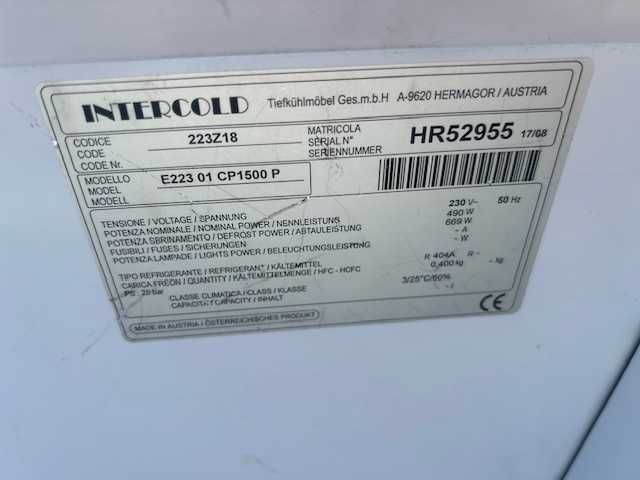 INTERCOLD Tiefkühlmöbel Ges.m.b.H A-9620 HERMAGOR / AUSTRIA
CODICE
CODE
CODE Nr.
223Z18
MATRICOLA
SERIAL N°
SERIENNUMMER
HR52955 17/08
MODELLO
MODEL
MODELL
E223 01 CP1500 P
TENSIONE / VOLTAGE / SPANNUNG 230 V~ 50 Hz
POTENZA NOMINALE / NOMINAL POWER / NENNLEISTUNG 490 W
POTENZA SBRINAMENTO / DEFROST POWER / ABTAULEISTUNG 669 W
FUSIBILI / FUSES / SICHERUNGEN - A
POTENZA LAMPADE / LIGHTS POWER / BELEUCHTUNGSLEISTUNG - W
TIPO REFRIGERANTE / REFRIGERANT / KÄLTEMITTEL R 404A R -
CARICA FREON / QUANTITY / KÄLTEMITTELMENGE / HFC - HCFC 0,400 kg - kg
PS : 25 bar
CLASSE CLIMATICA / CLASS / KLASSE 3/25°C/60%
CAPACITA' CAPACITY / INHALT - l
MADE IN AUSTRIA / ÖSTERREICHISCHES PRODUKT
CE